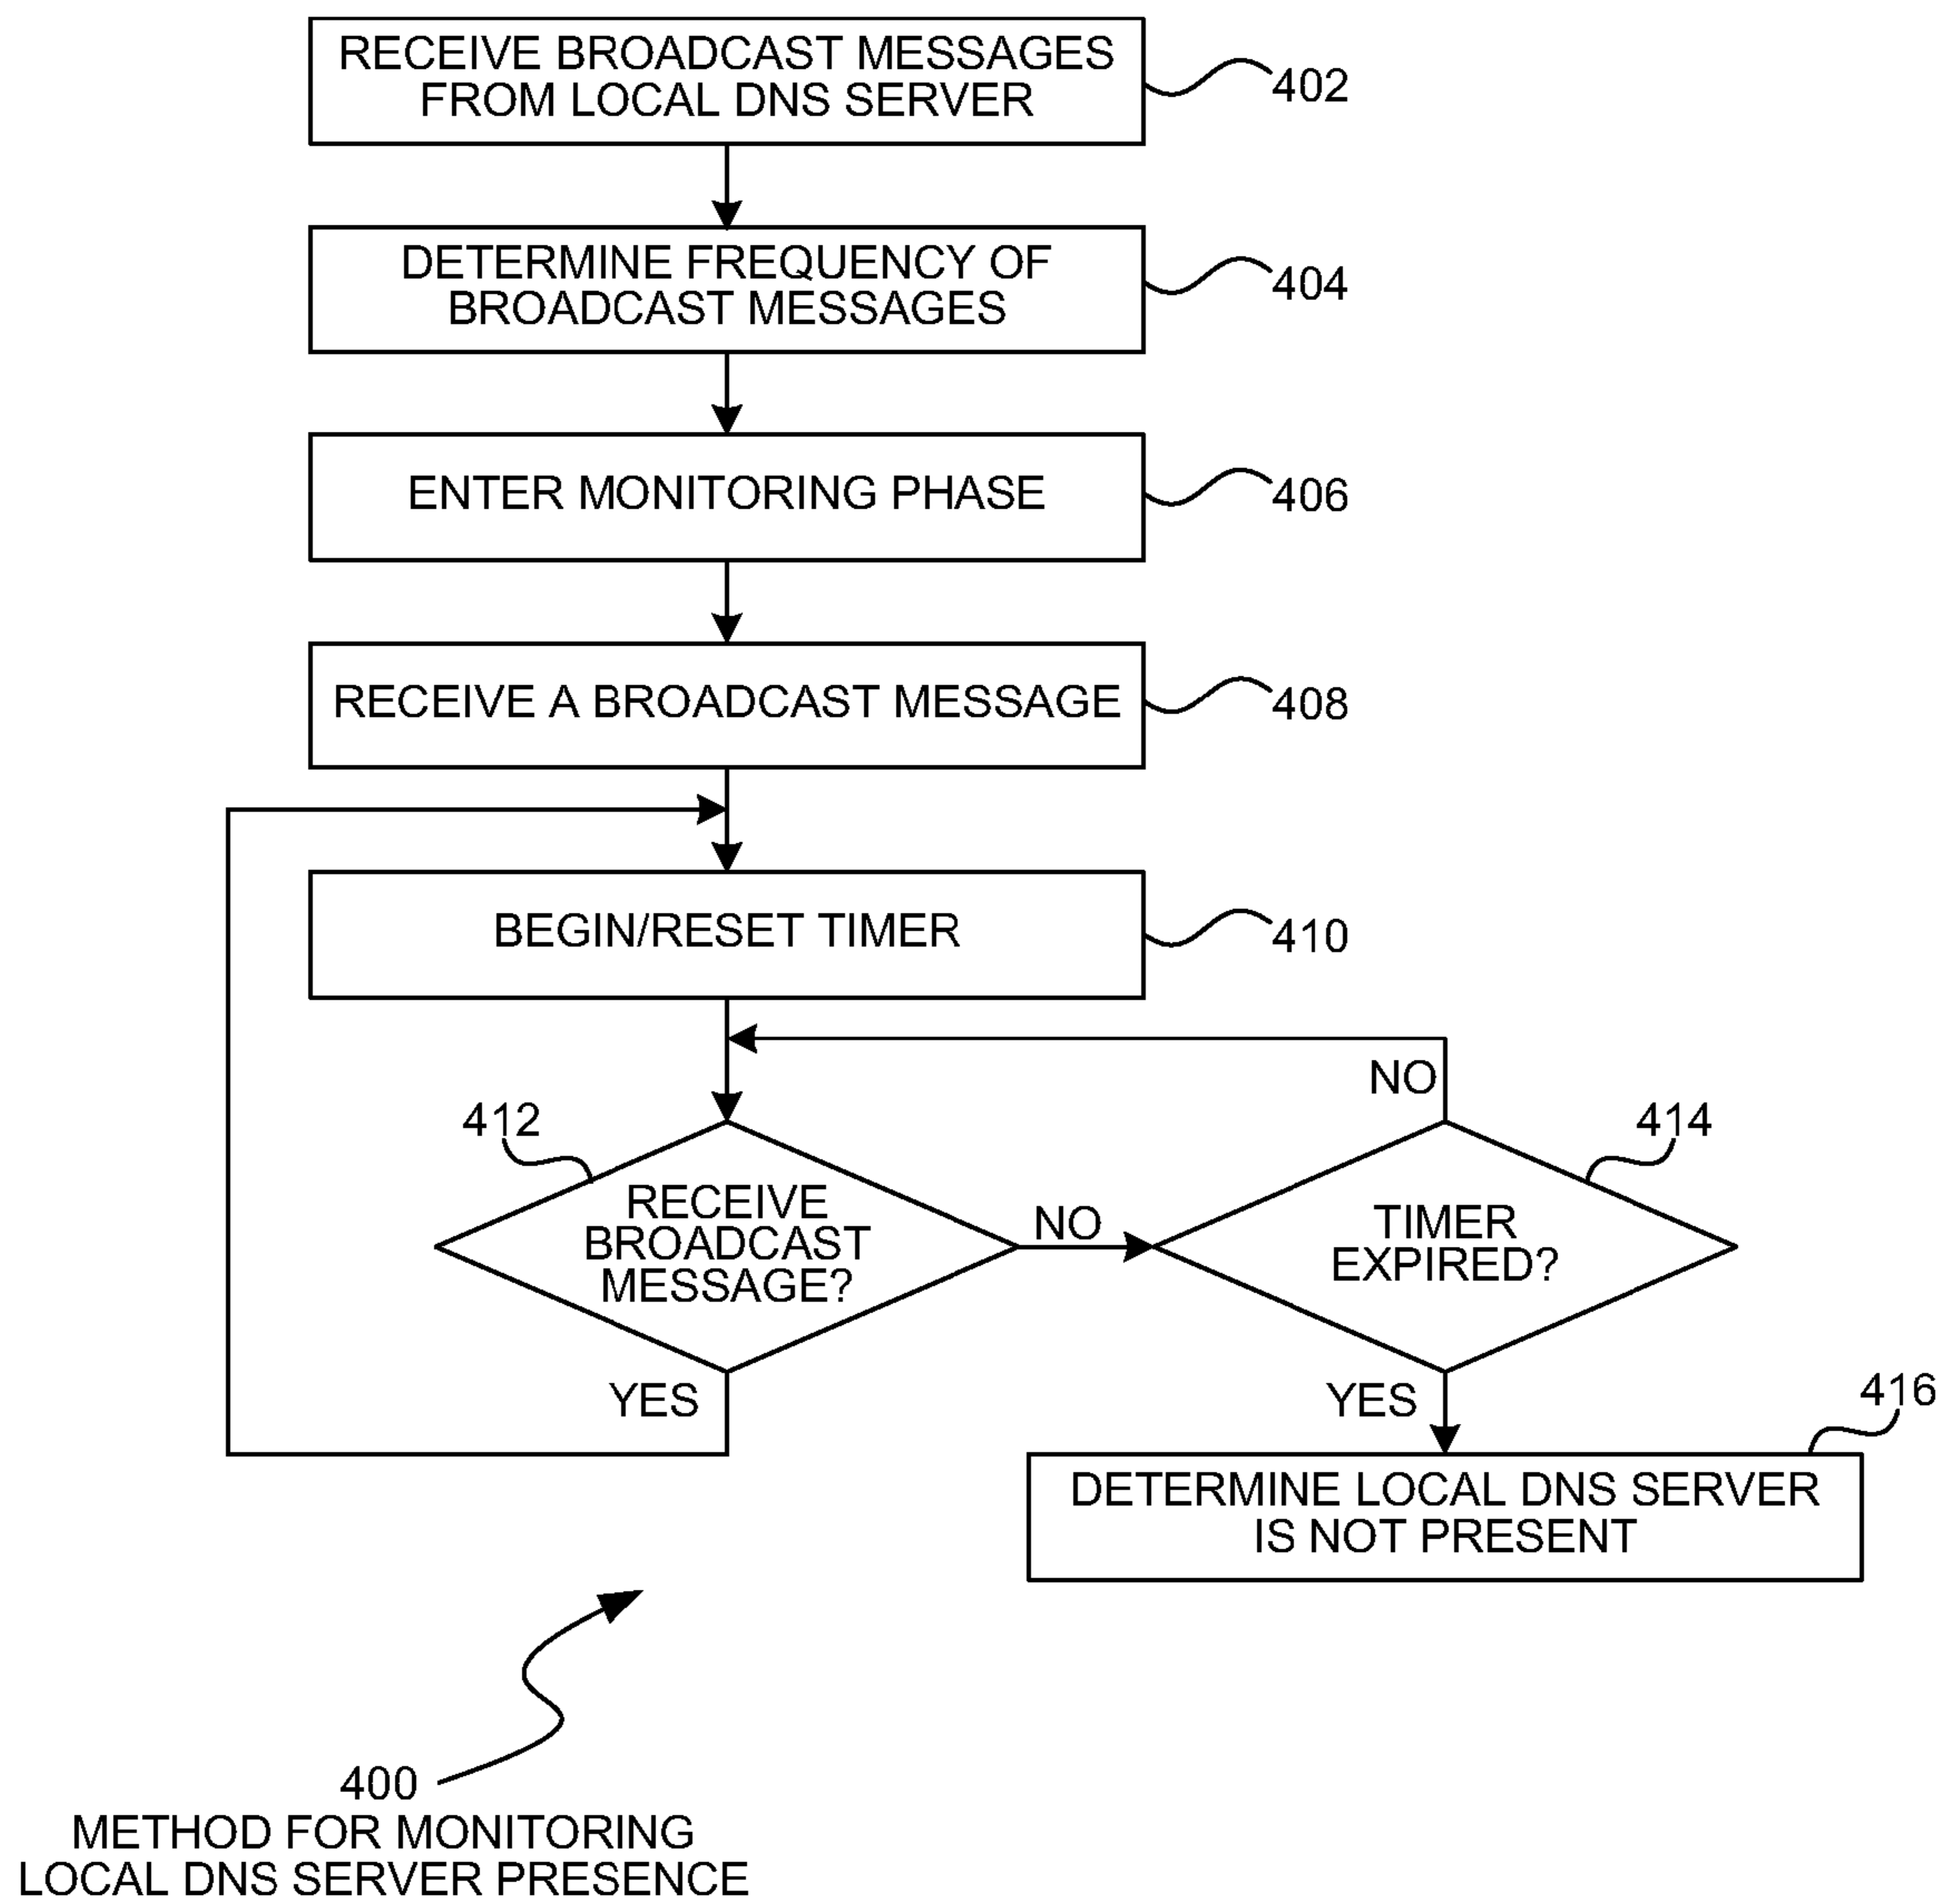 RECEIVE BROADCAST MESSAGES
FROM LOCAL DNS SERVER
402
DETERMINE FREQUENCY OF
BROADCAST MESSAGES
404
ENTER MONITORING PHASE
406
RECEIVE A BROADCAST MESSAGE
408
BEGIN/RESET TIMER
410
NO
412
414
RECEIVE
BROADCAST
MESSAGE?
NO
TIMER
EXPIRED?
YES
YES
416
DETERMINE LOCAL DNS SERVER
IS NOT PRESENT
400
METHOD FOR MONITORING
LOCAL DNS SERVER PRESENCE